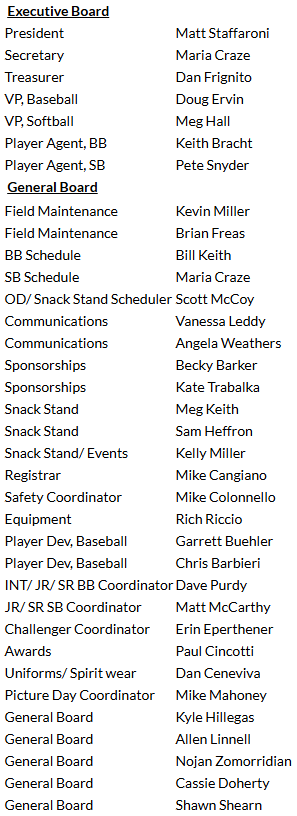 Executive Board
President Matt Staffaroni
Secretary Maria Craze
Treasurer Dan Frignito
VP, Baseball Doug Ervin
VP, Softball Meg Hall
Player Agent, BB Keith Bracht
Player Agent, SB Pete Snyder
General Board
Field Maintenance Kevin Miller
Field Maintenance Brian Freas
BB Schedule Bill Keith
SB Schedule Maria Craze
OD/ Snack Stand Scheduler Scott McCoy
Communications Vanessa Leddy
Communications Angela Weathers
Sponsorships Becky Barker
Sponsorships Kate Trabalka
Snack Stand Meg Keith
Snack Stand Sam Heffron
Snack Stand/ Events Kelly Miller
Registrar Mike Cangiano
Safety Coordinator Mike Colonnello
Equipment Rich Riccio
Player Dev, Baseball Garrett Buehler
Player Dev, Baseball Chris Barbieri
INT/ JR/ SR BB Coordinator Dave Purdy
JR/ SR SB Coordinator Matt McCarthy
Challenger Coordinator Erin Eperthener
Awards Paul Cincotti
Uniforms/ Spirit wear Dan Ceneviva
Picture Day Coordinator Mike Mahoney
General Board Kyle Hillegas
General Board Allen Linnell
General Board Nojan Zomorridian
General Board Cassie Doherty
General Board Shawn Shearn